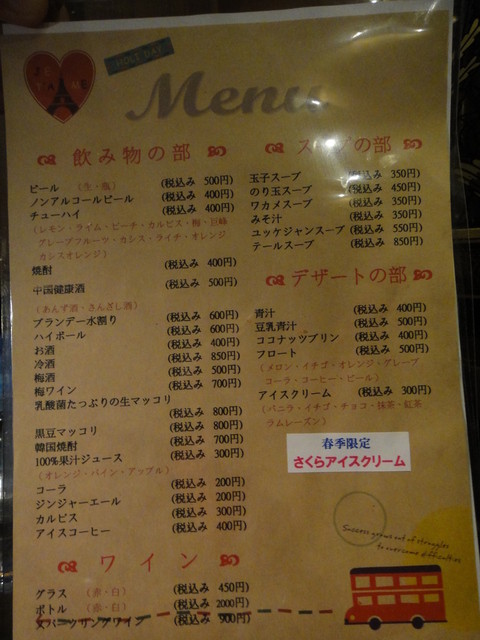 HOLY DAY
Menu
飲み物の部
ビール (生・瓶) (税込み 500円)
ノンアルコールビール (税込み 400円)
チューハイ (税込み 400円)
(レモン・ライム・ピーチ・カルピス・梅・巨峰
グレープフルーツ・カシス・ライチ・オレンジ
カシスオレンジ)
焼酎 (税込み 400円)
中国健康酒 (税込み 500円)
(あんず酒・さんざし酒)
ブランデー水割り (税込み 600円)
ハイボール (税込み 600円)
お酒 (税込み 400円)
冷酒 (税込み 850円)
梅酒 (税込み 500円)
梅ワイン (税込み 700円)
乳酸菌たっぷりの生マッコリ
(税込み 800円)
黒豆マッコリ (税込み 800円)
韓国焼酎 (税込み 700円)
100%果汁ジュース (税込み 300円)
(オレンジ・パイン・アップル)
コーラ (税込み 200円)
ジンジャーエール (税込み 200円)
カルピス (税込み 300円)
アイスコーヒー (税込み 400円)
ワイン
グラス (赤・白) (税込み 450円)
ボトル (赤・白) (税込み 2000円)
スパークリングワイン (税込み 900円)
スープの部
玉子スープ (税込み 350円)
のり玉スープ (税込み 450円)
ワカメスープ (税込み 350円)
みそ汁 (税込み 350円)
ユッケジャンスープ (税込み 550円)
テールスープ (税込み 850円)
デザートの部
青汁 (税込み 400円)
豆乳青汁 (税込み 500円)
ココナッツプリン (税込み 400円)
フロート (税込み 500円)
(メロン・イチゴ・オレンジ・グレープ
コーラ・コーヒー・ビール)
アイスクリーム (税込み 300円)
(バニラ・イチゴ・チョコ・抹茶・紅茶
ラムレーズン)
春季限定
さくらアイスクリーム
Success grows out of struggles
to overcome difficulties